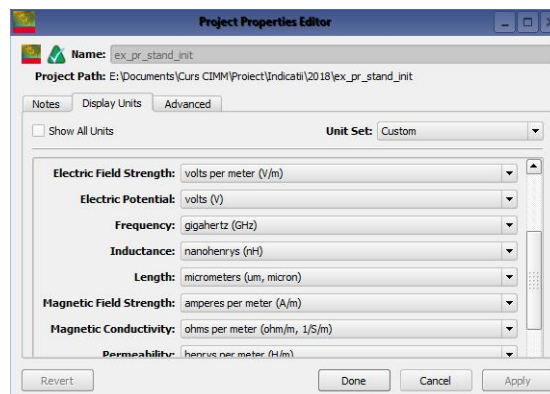 Project Properties Editor
Name: ex_pr_stand_init
Project Path: E:\Documents\Curs CIMM\Proiect\Indicatii\2018\ex_pr_stand_init
Notes Display Units Advanced
Show All Units Unit Set: Custom
Electric Field Strength: volts per meter (V/m)
Electric Potential: volts (V)
Frequency: gigahertz (GHz)
Inductance: nanohenrys (nH)
Length: micrometers (um, micron)
Magnetic Field Strength: amperes per meter (A/m)
Magnetic Conductivity: ohms per meter (ohm/m, 1/S/m)
Permeability: henrys per meter (H/m)
Revert Done Cancel Apply